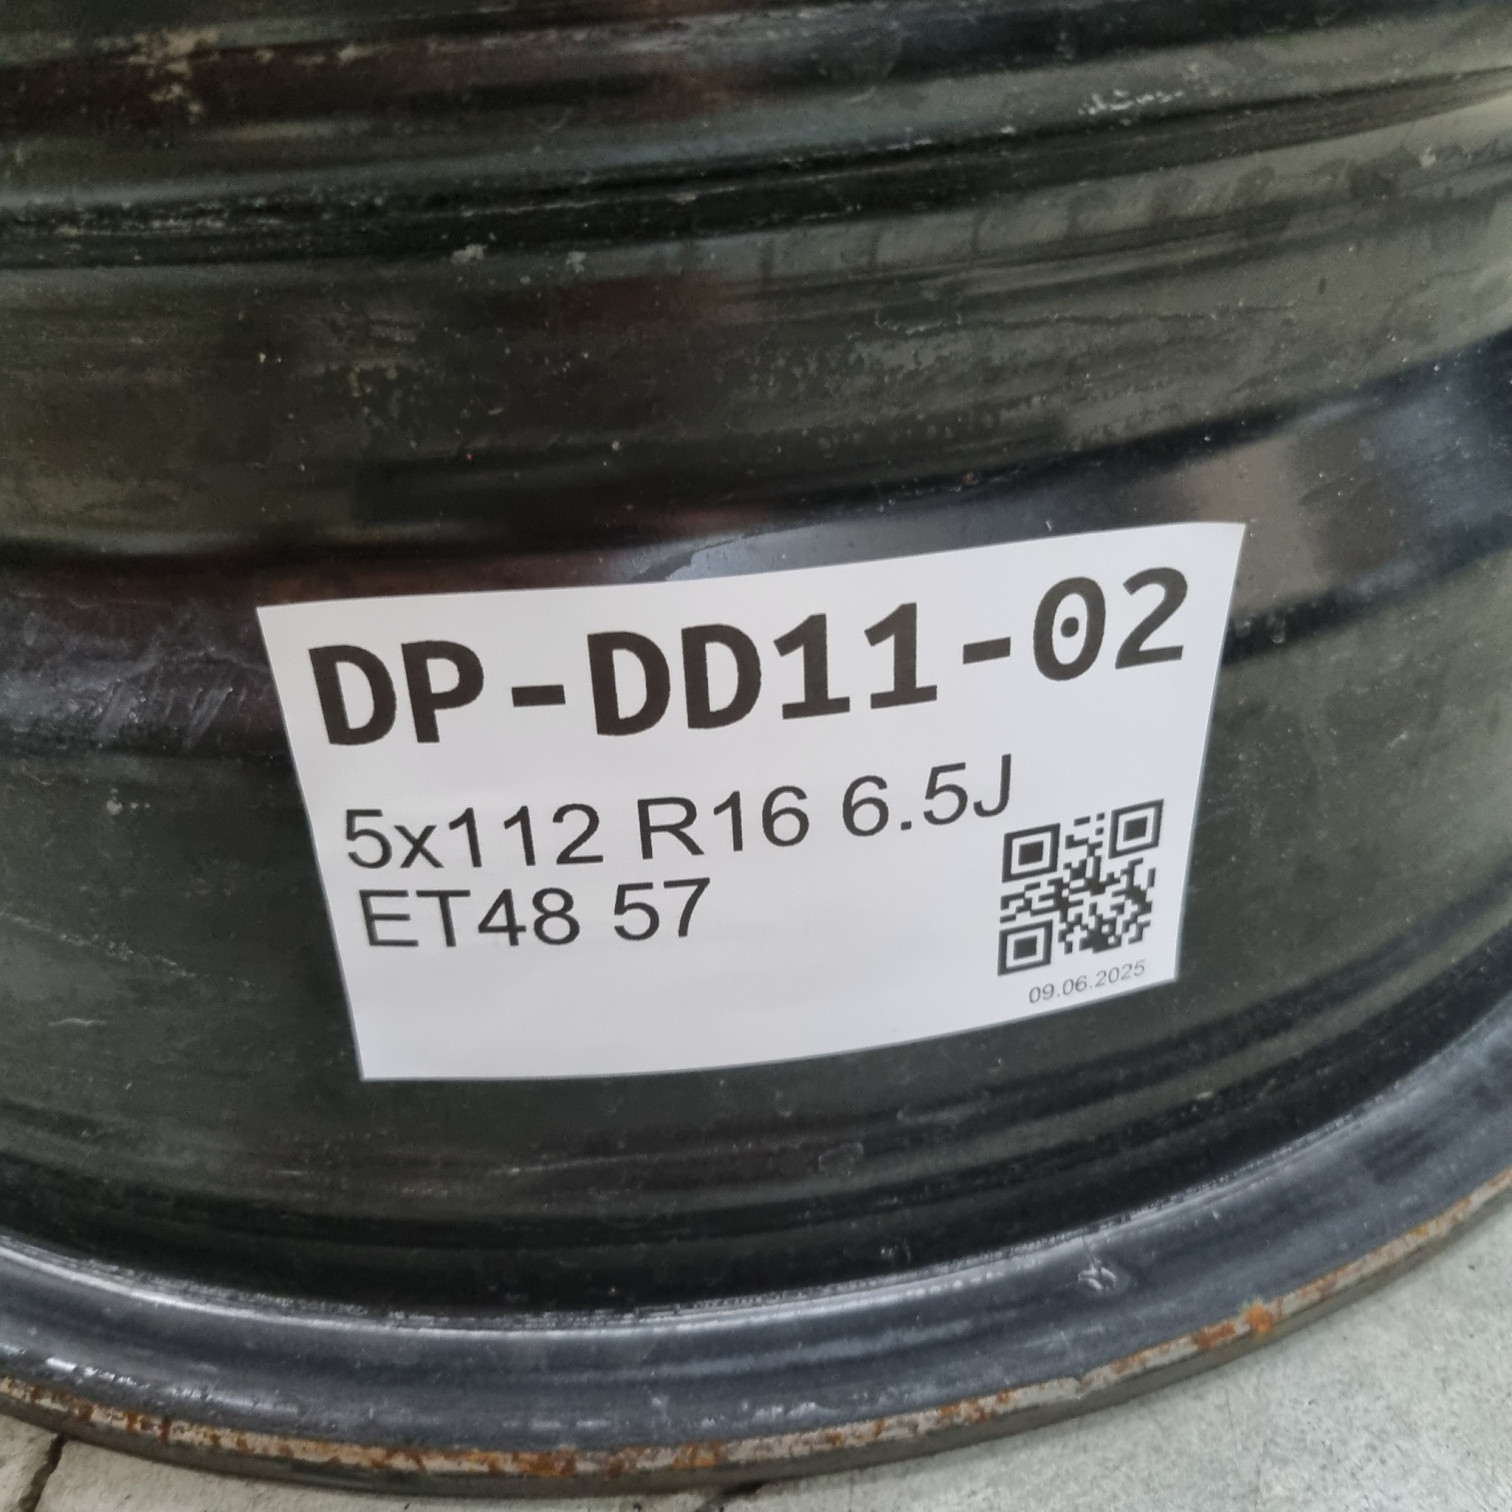 DP-DD11-02
5x112 R16 6.5J
ET48 57
09.06.2025